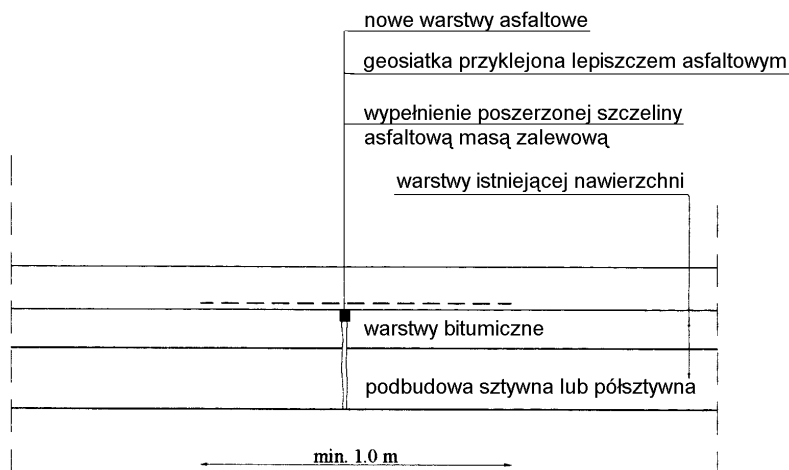 nowe warstwy asfaltowe
geosiatka przyklejona lepiszczem asfaltowym
wypełnienie poszerzonej szczeliny
asfaltową masą zalewową
warstwy istniejącej nawierzchni
warstwy bitumiczne
podbudowa sztywna lub półsztywna
min. 1.0 m